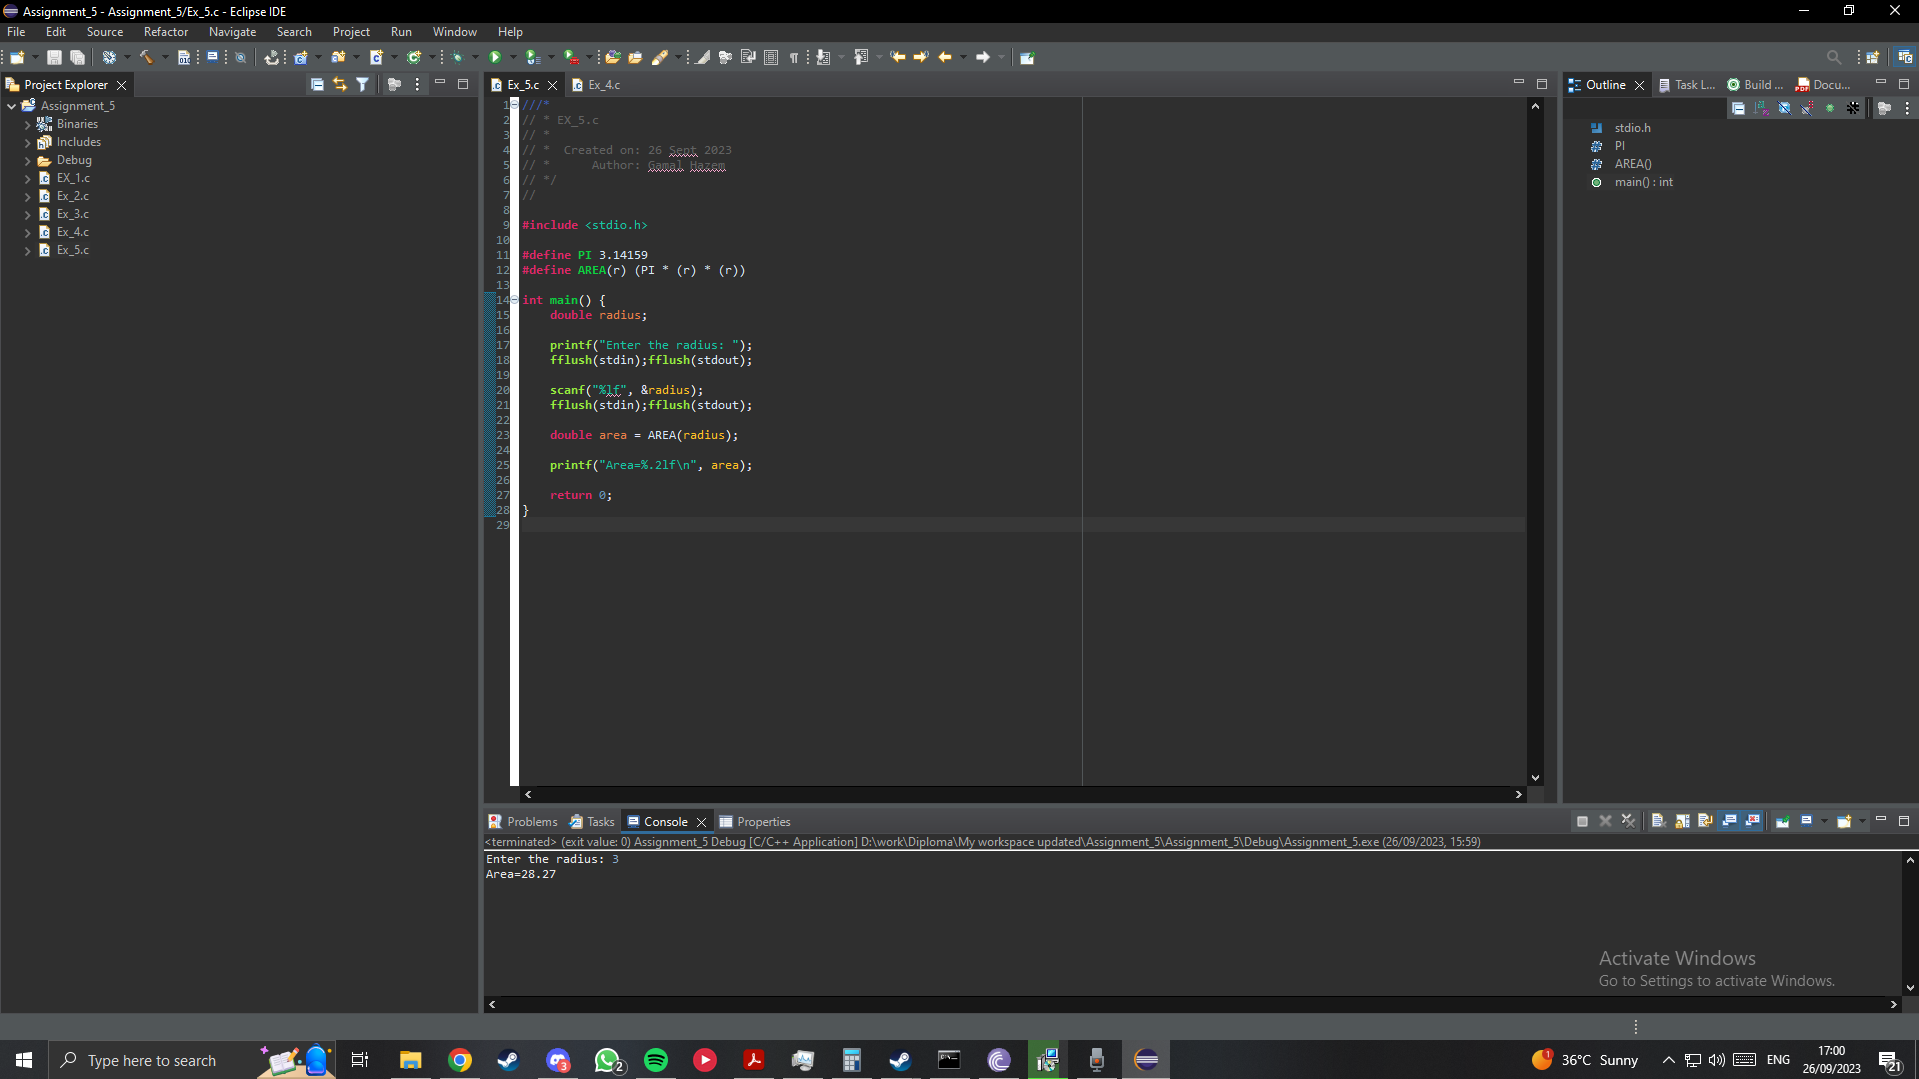 Assignment_5 - Assignment_5/Ex_5.c - Eclipse IDE
File Edit Source Refactor Navigate Search Project Run Window Help
Project Explorer
Assignment_5
Binaries
Includes
Debug
EX_1.c
Ex_2.c
Ex_3.c
Ex_4.c
Ex_5.c
Ex_5.c Ex_4.c
1 ///*
2 // * EX_5.c
3 // *
4 // *  Created on: 26 Sept 2023
5 // *      Author: Gamal Hazem
6 // */
7 //
8
9 #include <stdio.h>
10
11 #define PI 3.14159
12 #define AREA(r) (PI * (r) * (r))
13
14 int main() {
15     double radius;
16
17     printf("Enter the radius: ");
18     fflush(stdin);fflush(stdout);
19
20     scanf("%lf", &radius);
21     fflush(stdin);fflush(stdout);
22
23     double area = AREA(radius);
24
25     printf("Area=%.2lf\n", area);
26
27     return 0;
28 }
29
Outline Task L... Build ... Docu...
stdio.h
PI
AREA()
main() : int
Problems Tasks Console Properties
<terminated> (exit value: 0) Assignment_5 Debug [C/C++ Application] D:\work\Diploma\My workspace updated\Assignment_5\Assignment_5\Debug\Assignment_5.exe (26/09/2023, 15:59)
Enter the radius: 3
Area=28.27
Activate Windows
Go to Settings to activate Windows.
Type here to search
3
2
1
36°C Sunny
ENG
17:00
26/09/2023
21